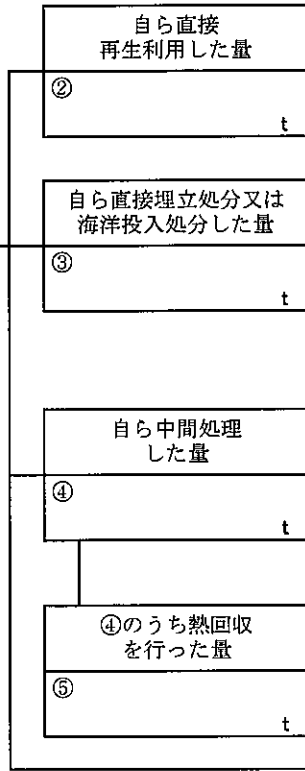 自ら直接
再生利用した量
②
t
自ら直接埋立処分又は
海洋投入処分した量
③
t
自ら中間処理
した量
④
t
④のうち熱回収
を行った量
⑤
t